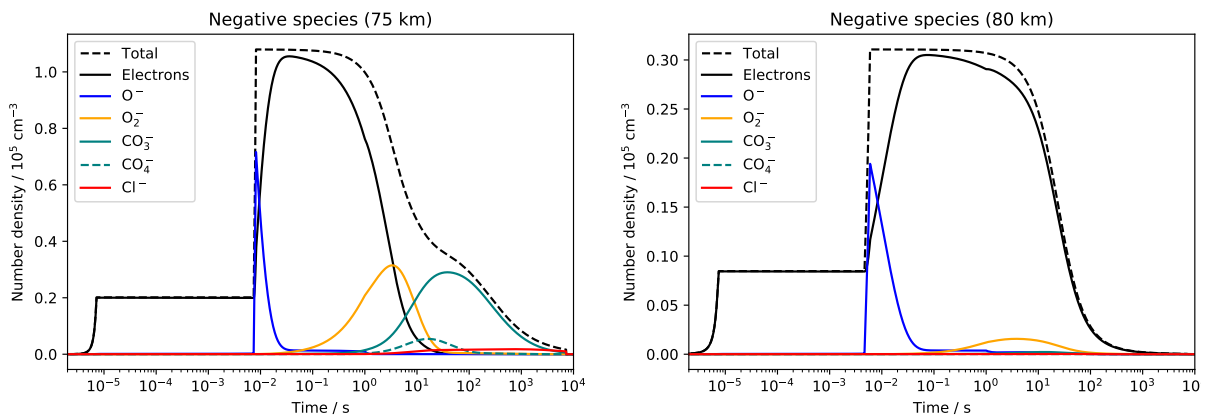 Negative species (75 km)
Number density / 10⁵ cm⁻³
1.0
0.8
0.6
0.4
0.2
0.0
Total
Electrons
O⁻
O₂⁻
CO₃⁻
CO₄⁻
Cl⁻
10⁻⁵ 10⁻⁴ 10⁻³ 10⁻² 10⁻¹ 10⁰ 10¹ 10² 10³ 10⁴
Time / s
Negative species (80 km)
Number density / 10⁵ cm⁻³
0.30
0.25
0.20
0.15
0.10
0.05
0.00
Total
Electrons
O⁻
O₂⁻
CO₃⁻
CO₄⁻
Cl⁻
10⁻⁵ 10⁻⁴ 10⁻³ 10⁻² 10⁻¹ 10⁰ 10¹ 10² 10³ 10
Time / s